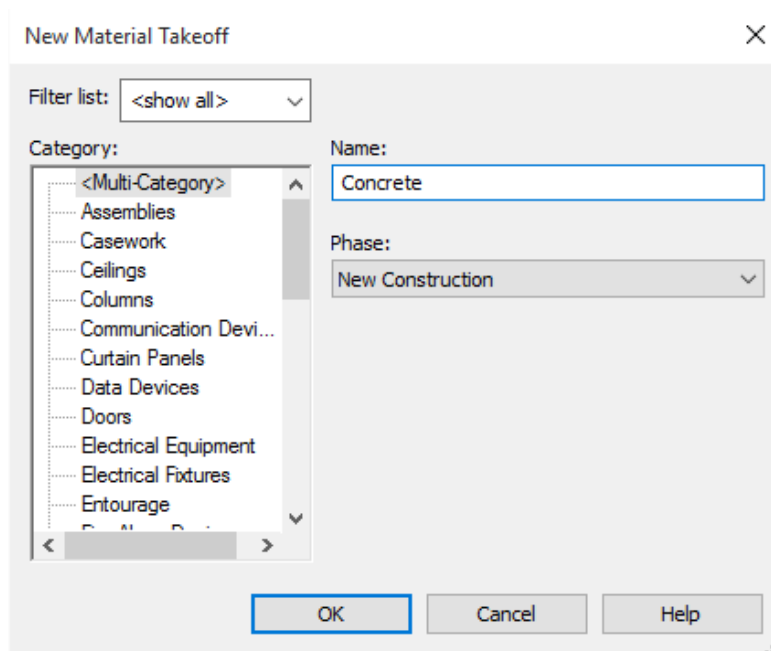 New Material Takeoff
Filter list: <show all>
Category:
<Multi-Category>
Assemblies
Casework
Ceilings
Columns
Communication Devi...
Curtain Panels
Data Devices
Doors
Electrical Equipment
Electrical Fixtures
Entourage
Name:
Concrete
Phase:
New Construction
OK Cancel Help